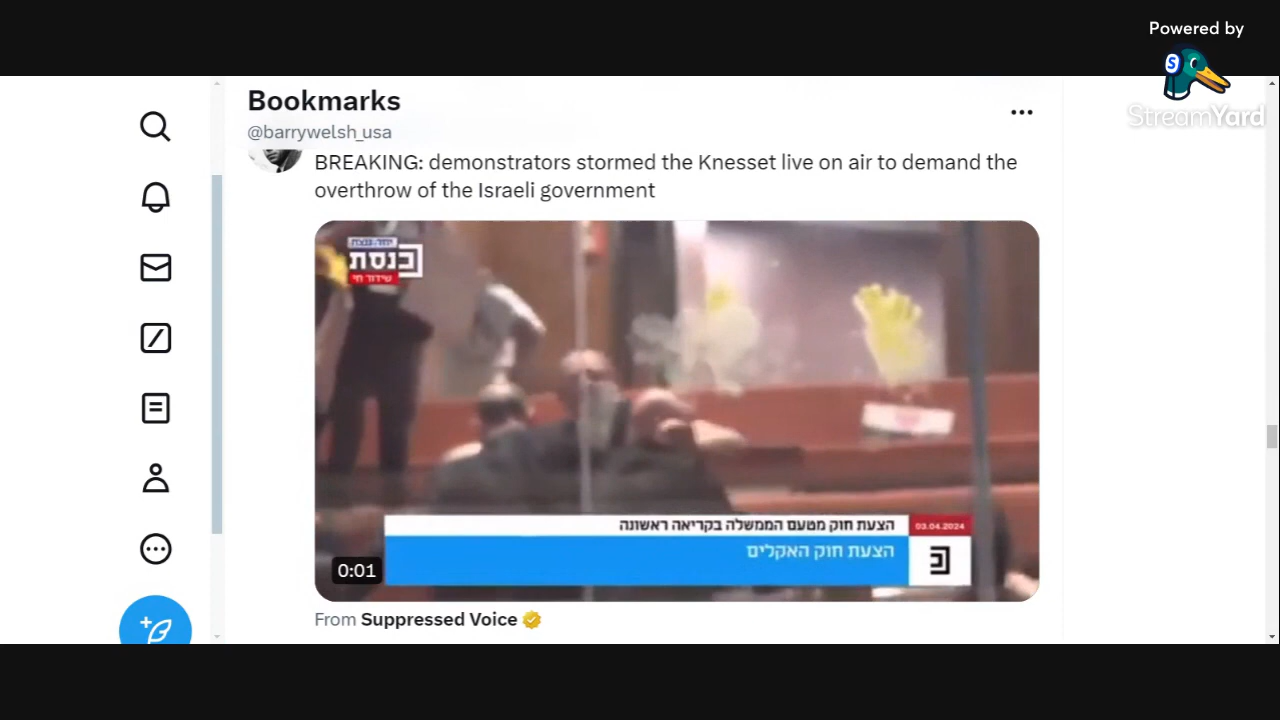 Powered by
StreamYard
Bookmarks
@barrywelsh_usa
BREAKING: demonstrators stormed the Knesset live on air to demand the
overthrow of the Israeli government
כנסת
שידור חי
הצעת חוק מטעם הממשלה בקריאה ראשונה
03.04.2024
הצעת חוק האקלים
0:01
From Suppressed Voice